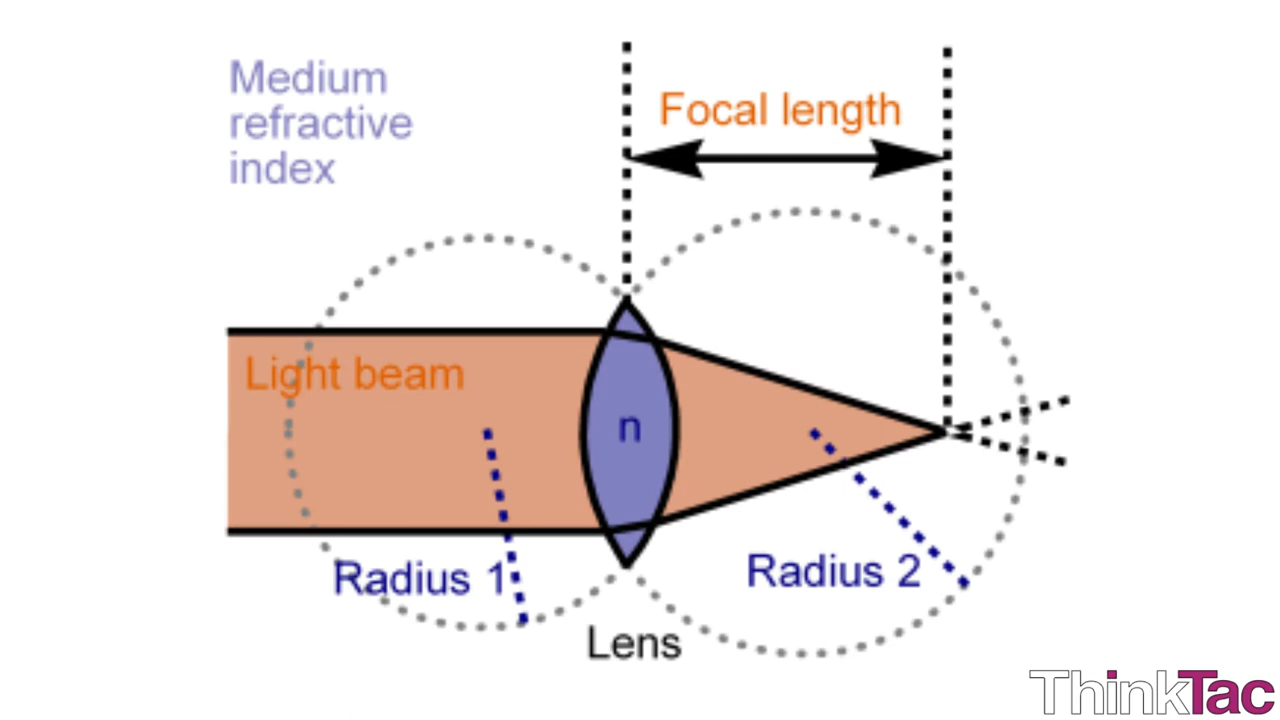 Medium
refractive
index
Focal length
Light beam
n
Radius 1
Radius 2
Lens
ThinkTac